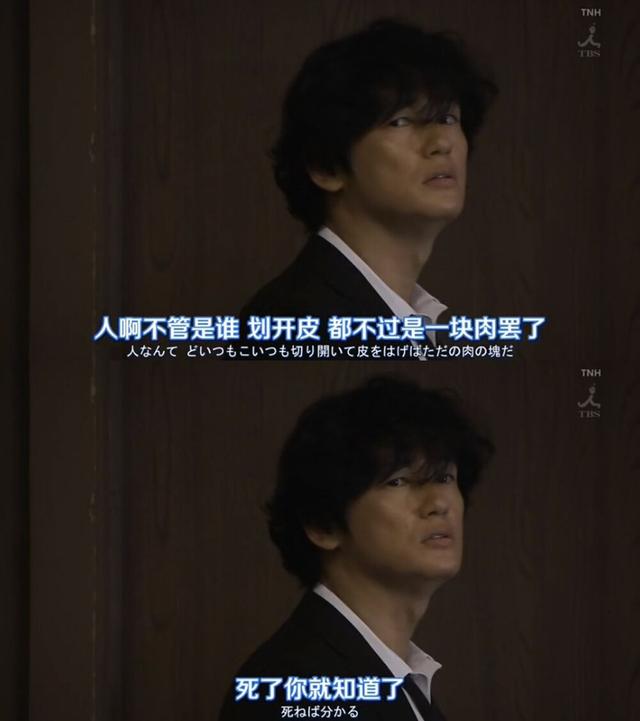 TNH
TBS
人啊不管是谁 划开皮 都不过是一块肉罢了
人なんて どいつもこいつも切り開いて皮をはげばただの肉の塊だ
TNH
TBS
死了你就知道了
死ねば分かる